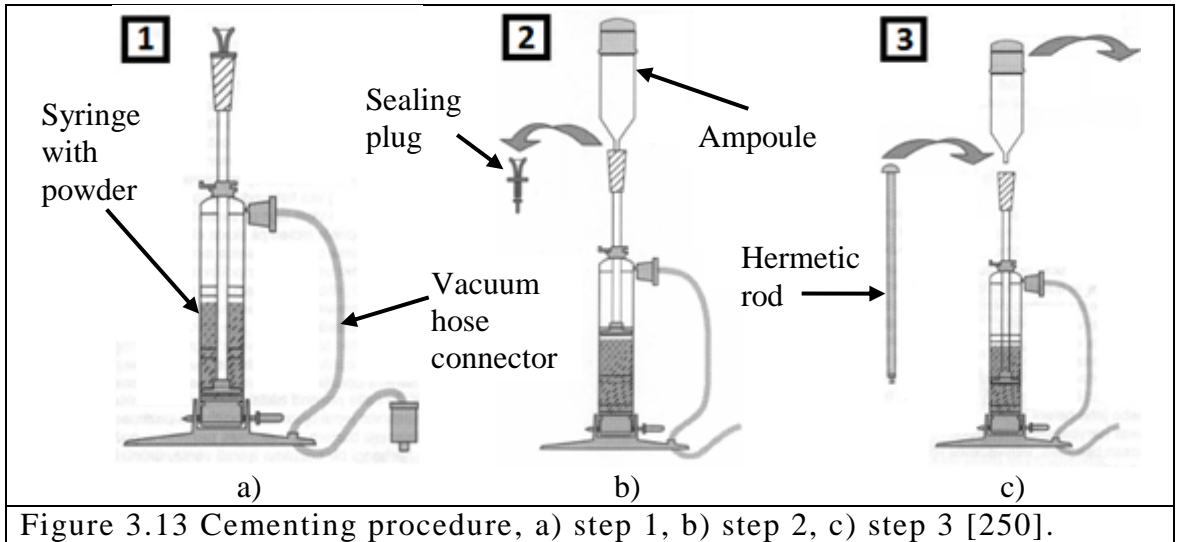 1
2
3
Syringe
with
powder
Sealing
plug
Ampoule
Vacuum
hose
connector
Hermetic
rod
a)
b)
c)
Figure 3.13 Cementing procedure, a) step 1, b) step 2, c) step 3 [250].